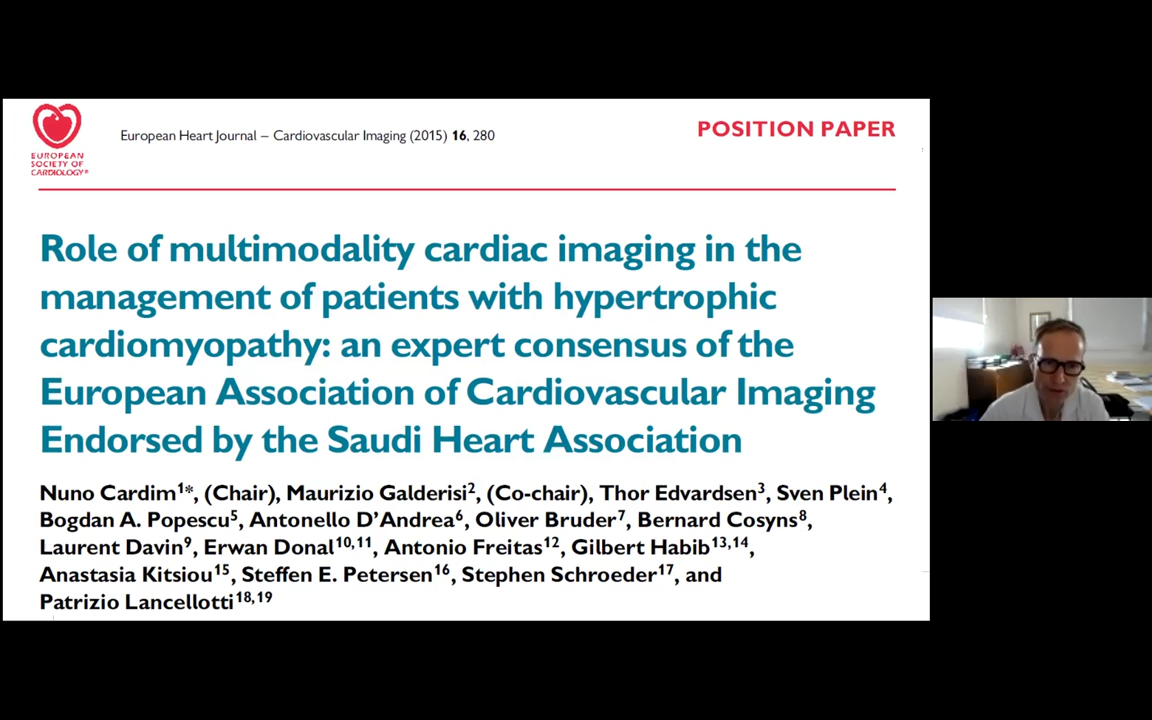 European Heart Journal – Cardiovascular Imaging (2015) 16, 280
POSITION PAPER
EUROPEAN
SOCIETY OF
CARDIOLOGY®
Role of multimodality cardiac imaging in the
management of patients with hypertrophic
cardiomyopathy: an expert consensus of the
European Association of Cardiovascular Imaging
Endorsed by the Saudi Heart Association
Nuno Cardim1*, (Chair), Maurizio Galderisi2, (Co-chair), Thor Edvardsen3, Sven Plein4,
Bogdan A. Popescu5, Antonello D’Andrea6, Oliver Bruder7, Bernard Cosyns8,
Laurent Davin9, Erwan Donal10,11, Antonio Freitas12, Gilbert Habib13,14,
Anastasia Kitsiou15, Steffen E. Petersen16, Stephen Schroeder17, and
Patrizio Lancellotti18,19